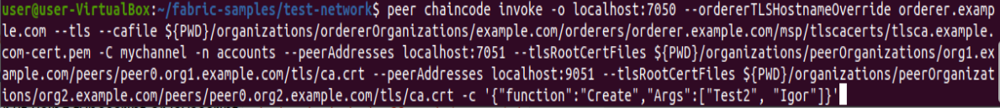 user@user-VirtualBox:~/fabric-samples/test-network$ peer chaincode invoke -o localhost:7050 --ordererTLSHostnameOverride orderer.examp
le.com --tls --cafile ${PWD}/organizations/ordererOrganizations/example.com/orderers/orderer.example.com/msp/tlscacerts/tlsca.example.
com-cert.pem -C mychannel -n accounts --peerAddresses localhost:7051 --tlsRootCertFiles ${PWD}/organizations/peerOrganizations/org1.ex
ample.com/peers/peer0.org1.example.com/tls/ca.crt --peerAddresses localhost:9051 --tlsRootCertFiles ${PWD}/organizations/peerOrganizat
ions/org2.example.com/peers/peer0.org2.example.com/tls/ca.crt -c '{"function":"Create","Args":["Test2", "Igor"]}'